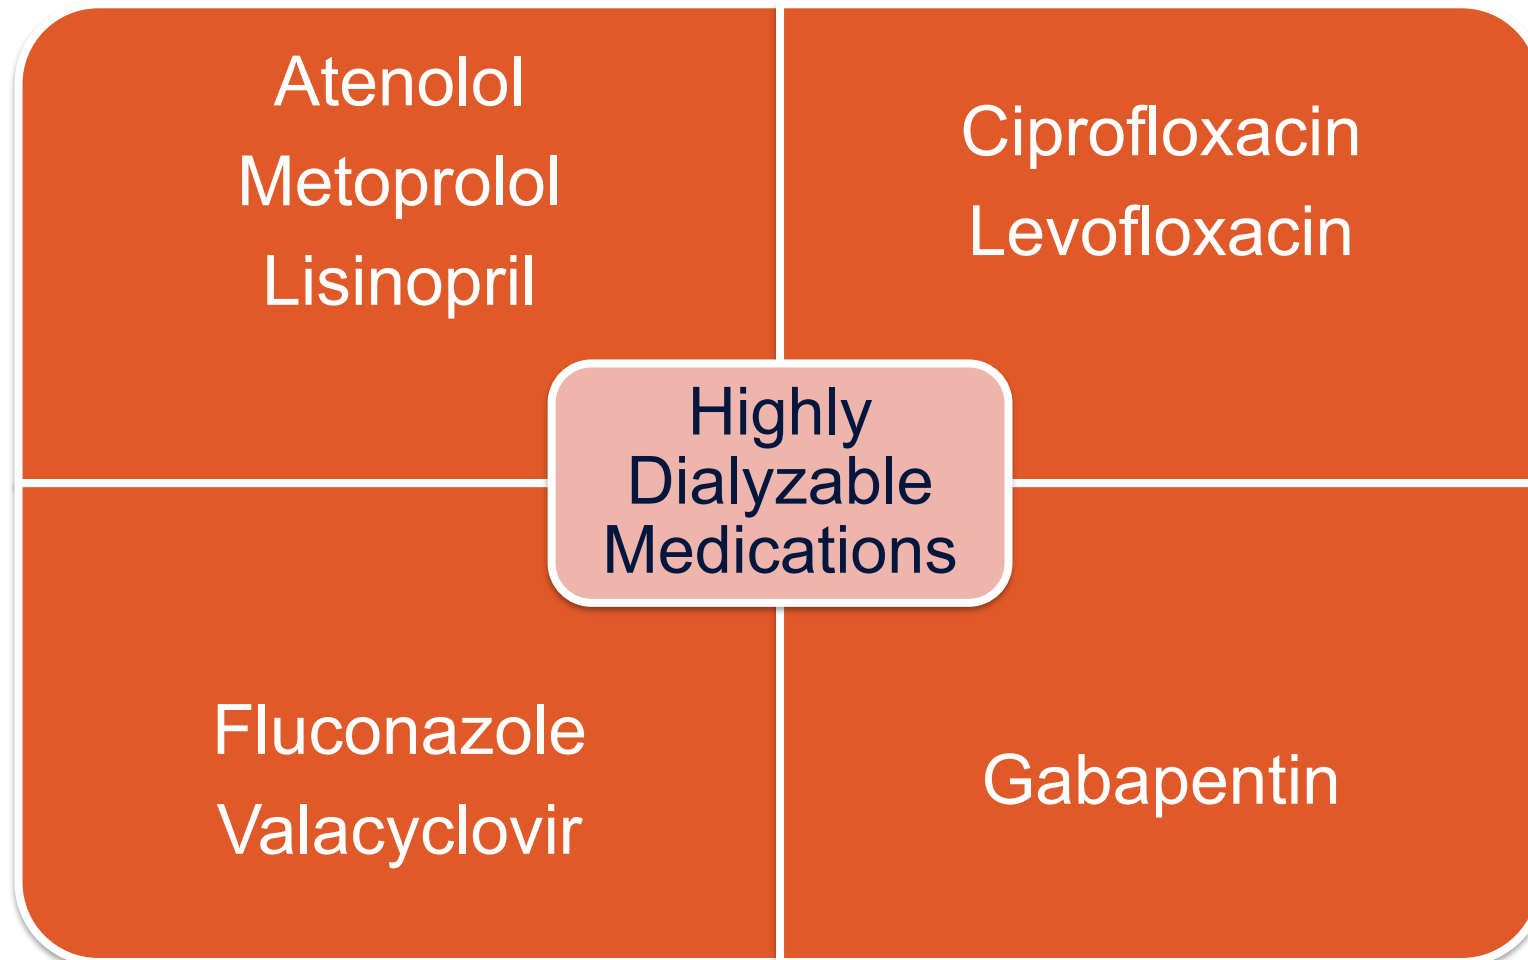 Atenolol
Metoprolol
Lisinopril
Ciprofloxacin
Levofloxacin
Highly
Dialyzable
Medications
Fluconazole
Valacyclovir
Gabapentin